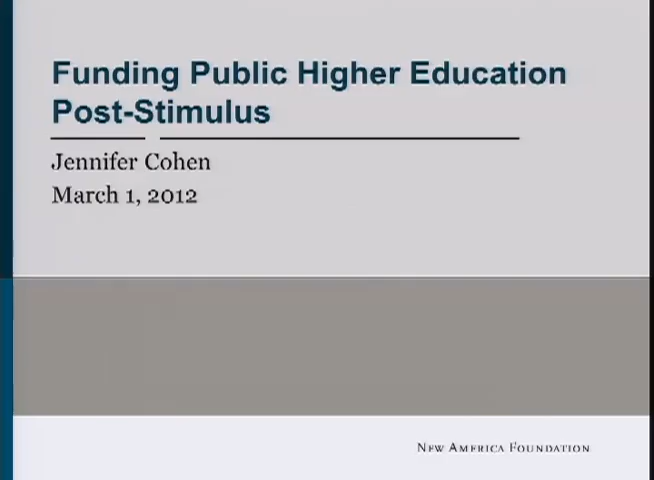 Funding Public Higher Education
Post-Stimulus
Jennifer Cohen
March 1, 2012
New America Foundation